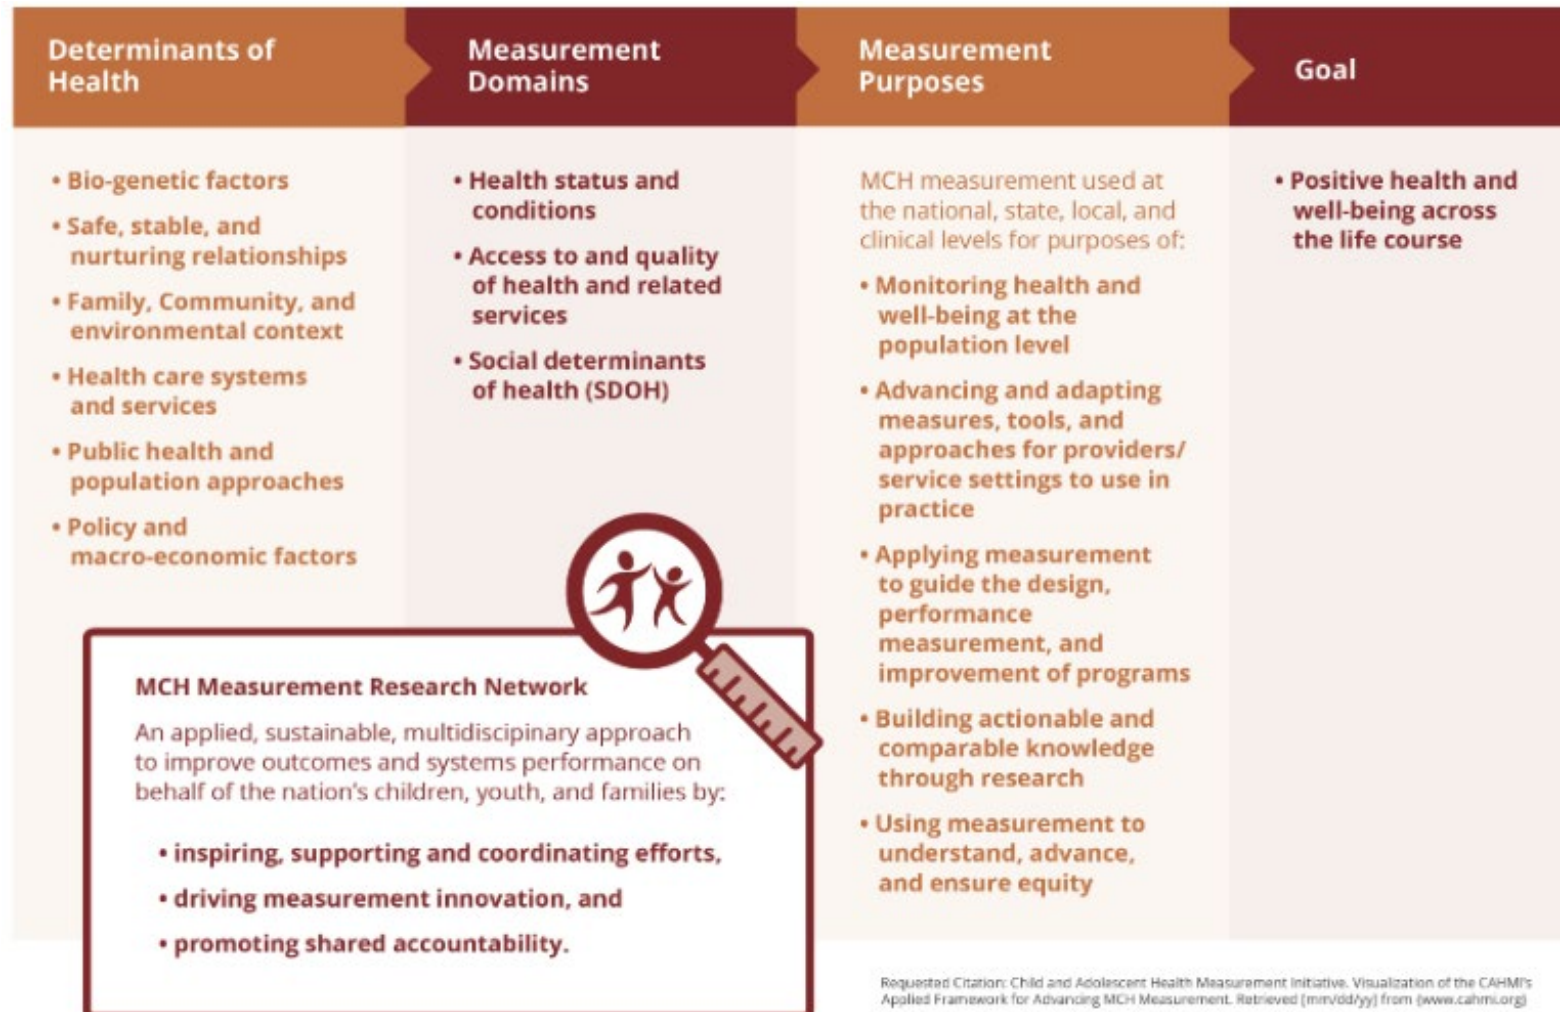 Determinants of
Health
• Bio-genetic factors
• Safe, stable, and
nurturing relationships
• Family, Community, and
environmental context
• Health care systems
and services
• Public health and
population approaches
• Policy and
macro-economic factors
Measurement
Domains
• Health status and
conditions
• Access to and quality
of health and related
services
• Social determinants
of health (SDOH)
Measurement
Purposes
MCH measurement used at
the national, state, local, and
clinical levels for purposes of:
• Monitoring health and
well-being at the
population level
• Advancing and adapting
measures, tools, and
approaches for providers/
service settings to use in
practice
• Applying measurement
to guide the design,
performance
measurement, and
improvement of programs
• Building actionable and
comparable knowledge
through research
• Using measurement to
understand, advance,
and ensure equity
Goal
• Positive health and
well-being across
the life course
MCH Measurement Research Network
An applied, sustainable, multidiscipinary approach
to improve outcomes and systems performance on
behalf of the nation's children, youth, and families by:
• inspiring, supporting and coordinating efforts,
• driving measurement innovation, and
• promoting shared accountability.
Requested Citation: Child and Adolescent Health Measurement Initiative. Visualization of the CAHMI's
Applied Framework for Advancing MCH Measurement. Retrieved [mm/dd/yy] from (www.cahmi.org)